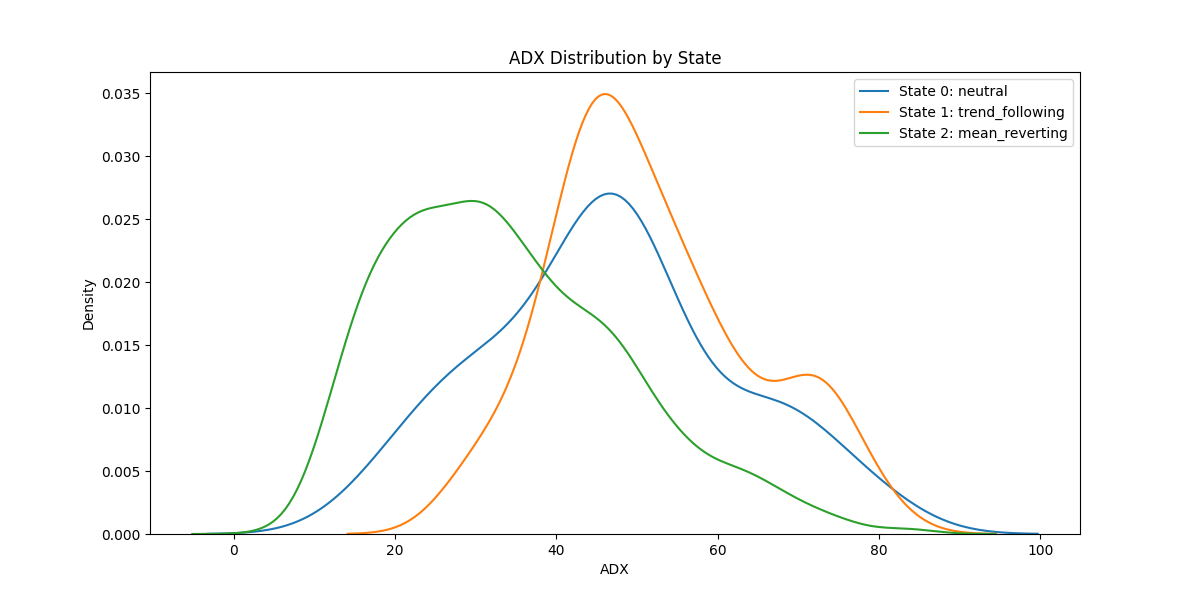 ADX Distribution by State
State 0: neutral
State 1: trend_following
State 2: mean_reverting
Density
0.035
0.030
0.025
0.020
0.015
0.010
0.005
0.000
0 20 40 60 80 100
ADX